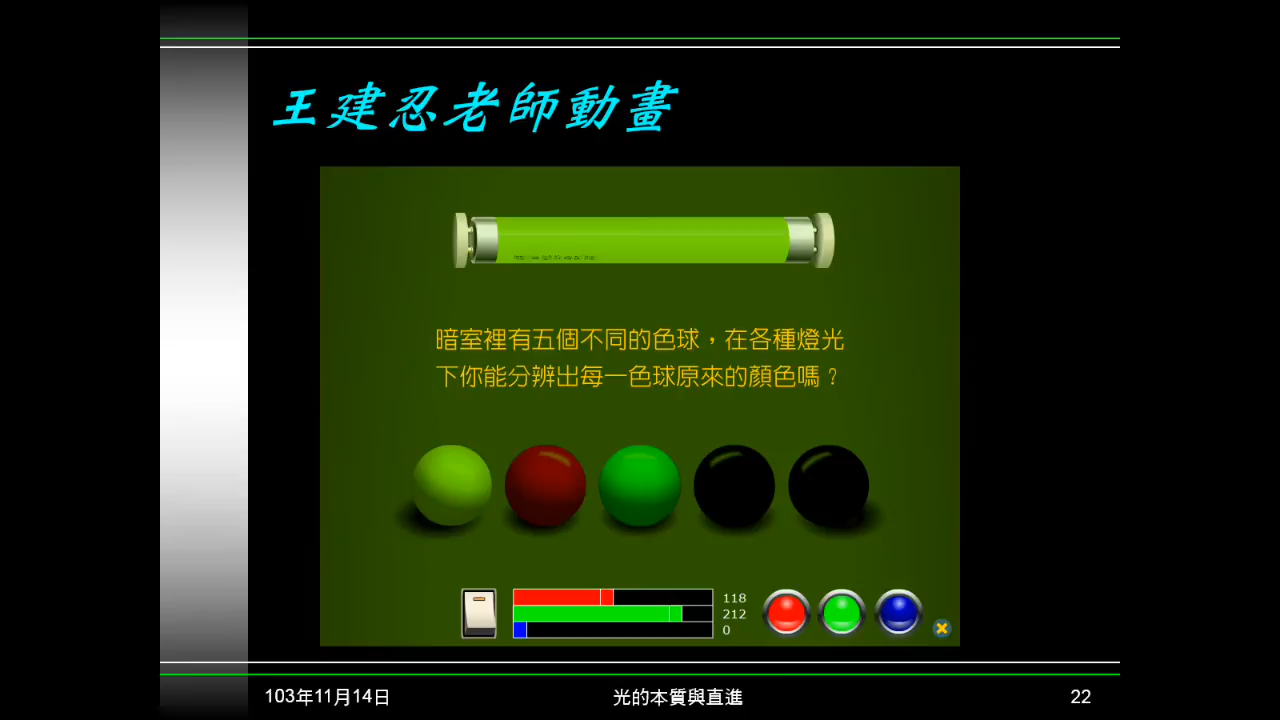 王建忍老師動畫
暗室裡有五個不同的色球，在各種燈光
下你能分辨出每一色球原來的顏色嗎？
118
212
0
103年11月14日
光的本質與直進
22